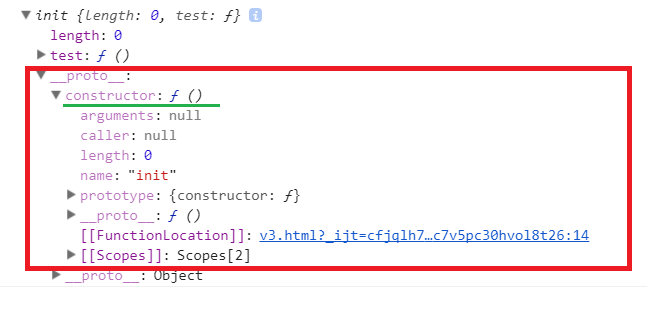 init {length: 0, test: ƒ} i
length: 0
test: ƒ ()
__proto__:
constructor: ƒ ()
arguments: null
caller: null
length: 0
name: "init"
prototype: {constructor: ƒ}
__proto__: ƒ ()
[[FunctionLocation]]: v3.html?_ijt=cfjqlh7…c7v5pc30hvol8t26:14
[[Scopes]]: Scopes[2]
__proto__: Object